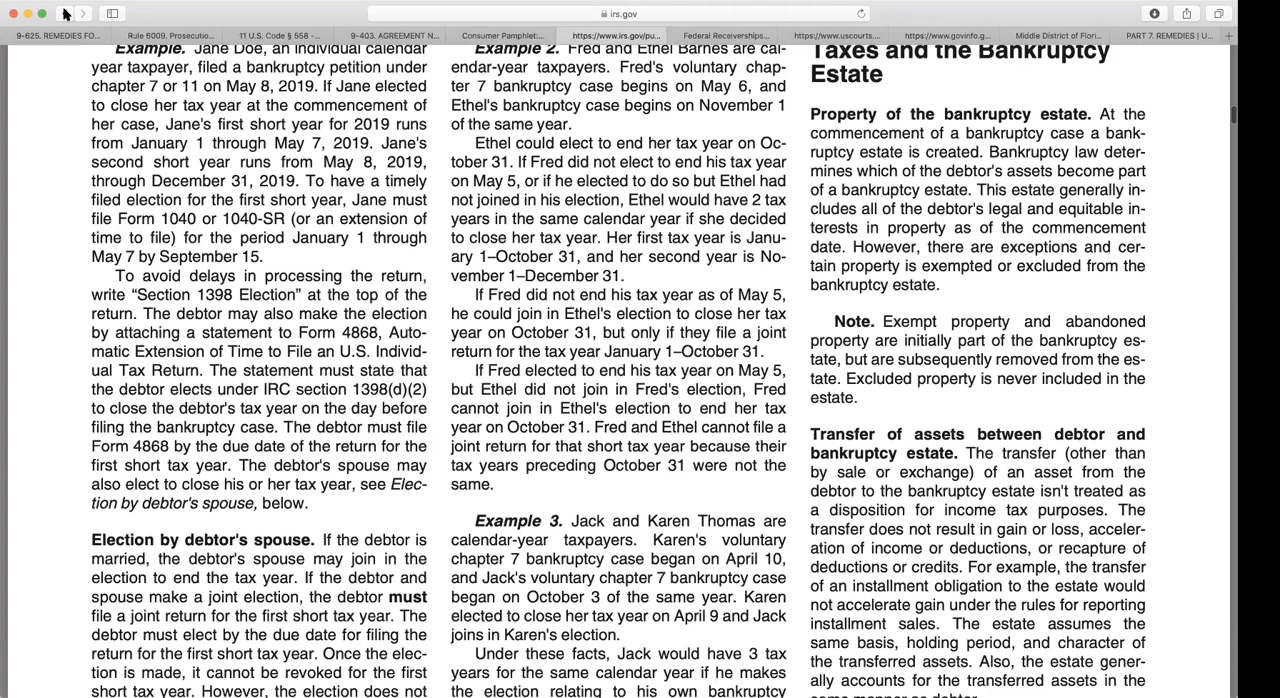 irs.gov
9-625. REMEDIES FO...
Rule 6009. Prosecutio...
11 U.S. Code § 558 -...
9-403. AGREEMENT N...
Consumer Pamphlet:...
https://www.irs.gov/pu...
Federal Receiverships...
https://www.uscourts....
https://www.govinfo.g...
Middle District of Flori...
PART 7. REMEDIES | U...
Example. Jane Doe, an individual calendar
year taxpayer, filed a bankruptcy petition under
chapter 7 or 11 on May 8, 2019. If Jane elected
to close her tax year at the commencement of
her case, Jane's first short year for 2019 runs
from January 1 through May 7, 2019. Jane's
second short year runs from May 8, 2019,
through December 31, 2019. To have a timely
filed election for the first short year, Jane must
file Form 1040 or 1040-SR (or an extension of
time to file) for the period January 1 through
May 7 by September 15.
To avoid delays in processing the return,
write “Section 1398 Election” at the top of the
return. The debtor may also make the election
by attaching a statement to Form 4868, Auto-
matic Extension of Time to File an U.S. Individ-
ual Tax Return. The statement must state that
the debtor elects under IRC section 1398(d)(2)
to close the debtor's tax year on the day before
filing the bankruptcy case. The debtor must file
Form 4868 by the due date of the return for the
first short tax year. The debtor's spouse may
also elect to close his or her tax year, see Elec-
tion by debtor's spouse, below.
Election by debtor's spouse. If the debtor is
married, the debtor's spouse may join in the
election to end the tax year. If the debtor and
spouse make a joint election, the debtor must
file a joint return for the first short tax year. The
debtor must elect by the due date for filing the
return for the first short tax year. Once the elec-
tion is made, it cannot be revoked for the first
short tax year. However, the election does not
Example 2. Fred and Ethel Barnes are cal-
endar-year taxpayers. Fred's voluntary chap-
ter 7 bankruptcy case begins on May 6, and
Ethel's bankruptcy case begins on November 1
of the same year.
Ethel could elect to end her tax year on Oc-
tober 31. If Fred did not elect to end his tax year
on May 5, or if he elected to do so but Ethel had
not joined in his election, Ethel would have 2 tax
years in the same calendar year if she decided
to close her tax year. Her first tax year is Janu-
ary 1–October 31, and her second year is No-
vember 1–December 31.
If Fred did not end his tax year as of May 5,
he could join in Ethel's election to close her tax
year on October 31, but only if they file a joint
return for the tax year January 1–October 31.
If Fred elected to end his tax year on May 5,
but Ethel did not join in Fred's election, Fred
cannot join in Ethel's election to end her tax
year on October 31. Fred and Ethel cannot file a
joint return for that short tax year because their
tax years preceding October 31 were not the
same.
Example 3. Jack and Karen Thomas are
calendar-year taxpayers. Karen's voluntary
chapter 7 bankruptcy case began on April 10,
and Jack's voluntary chapter 7 bankruptcy case
began on October 3 of the same year. Karen
elected to close her tax year on April 9 and Jack
joins in Karen's election.
Under these facts, Jack would have 3 tax
years for the same calendar year if he makes
the election relating to his own bankruptcy
Taxes and the Bankruptcy
Estate
Property of the bankruptcy estate. At the
commencement of a bankruptcy case a bank-
ruptcy estate is created. Bankruptcy law deter-
mines which of the debtor's assets become part
of a bankruptcy estate. This estate generally in-
cludes all of the debtor's legal and equitable in-
terests in property as of the commencement
date. However, there are exceptions and cer-
tain property is exempted or excluded from the
bankruptcy estate.
Note. Exempt property and abandoned
property are initially part of the bankruptcy es-
tate, but are subsequently removed from the es-
tate. Excluded property is never included in the
estate.
Transfer of assets between debtor and
bankruptcy estate. The transfer (other than
by sale or exchange) of an asset from the
debtor to the bankruptcy estate isn't treated as
a disposition for income tax purposes. The
transfer does not result in gain or loss, acceler-
ation of income or deductions, or recapture of
deductions or credits. For example, the transfer
of an installment obligation to the estate would
not accelerate gain under the rules for reporting
installment sales. The estate assumes the
same basis, holding period, and character of
the transferred assets. Also, the estate gener-
ally accounts for the transferred assets in the
same manner as debtor.